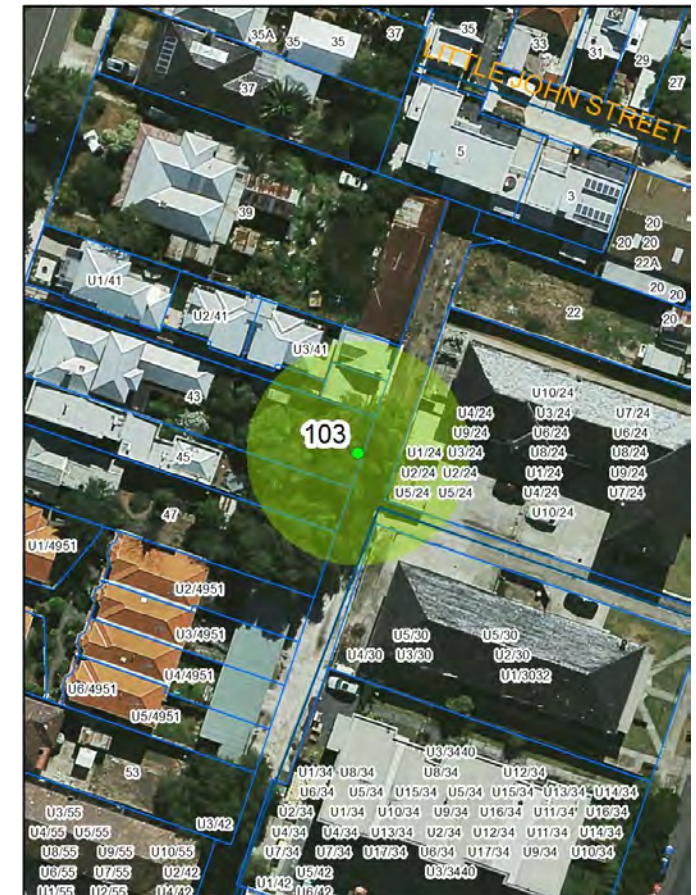 35A 35 35 37 35 33 31 29 27
37
LITTLE JOHN STREET
5
3
39
20
20 20
22A
20 20
20
22
U1/41
U2/41
U3/41
43
45
47
103
U10/24
U4/24 U3/24 U7/24
U9/24 U6/24 U6/24
U1/24 U3/24 U8/24 U8/24
U2/24 U2/24 U1/24 U9/24
U5/24 U5/24 U4/24 U7/24
U10/24
U1/4951
U2/4951
U3/4951
U4/4951
U6/4951
U5/4951
U5/30 U5/30
U4/30 U3/30 U2/30
U1/3032
53
U3/3440
U1/34 U8/34 U8/34 U12/34
U6/34 U5/34 U15/34 U5/34 U15/34 U13/34 U14/34
U2/34 U1/34 U10/34 U9/34 U16/34 U11/34 U16/34
U4/34 U4/34 U13/34 U2/34 U12/34 U11/34 U14/34
U7/34 U7/34 U17/34 U6/34 U17/34 U9/34 U10/34
U3/3440
U3/55 U3/42
U4/55 U5/55
U8/55 U9/55 U10/55
U6/55 U7/55 U2/42
U1/55 U2/55 U4/42
U5/42
U1/42 U6/42